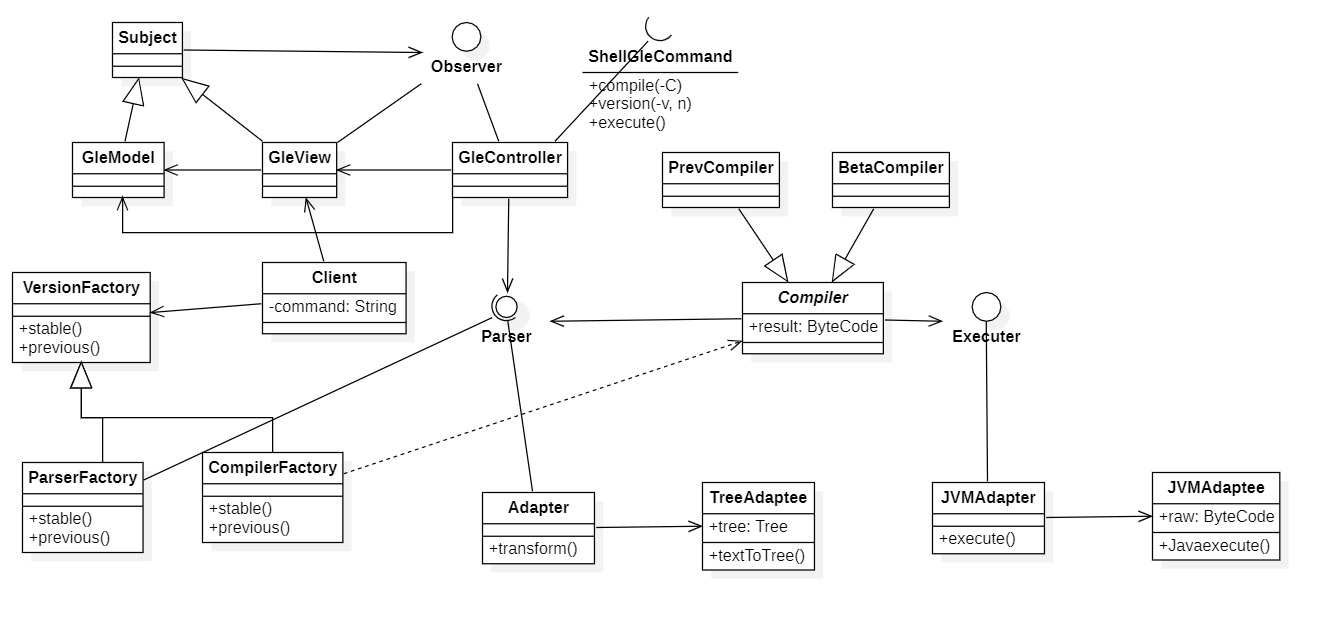 Subject
Observer
ShellGleCommand
+compile(-C)
+version(-v, n)
+execute()
GleModel
GleView
GleController
PrevCompiler
BetaCompiler
VersionFactory
+stable()
+previous()
Client
-command: String
Parser
Compiler
+result: ByteCode
Executer
ParserFactory
+stable()
+previous()
CompilerFactory
+stable()
+previous()
Adapter
+transform()
TreeAdaptee
+tree: Tree
+textToTree()
JVMAdapter
+execute()
JVMAdaptee
+raw: ByteCode
+Javaexecute()